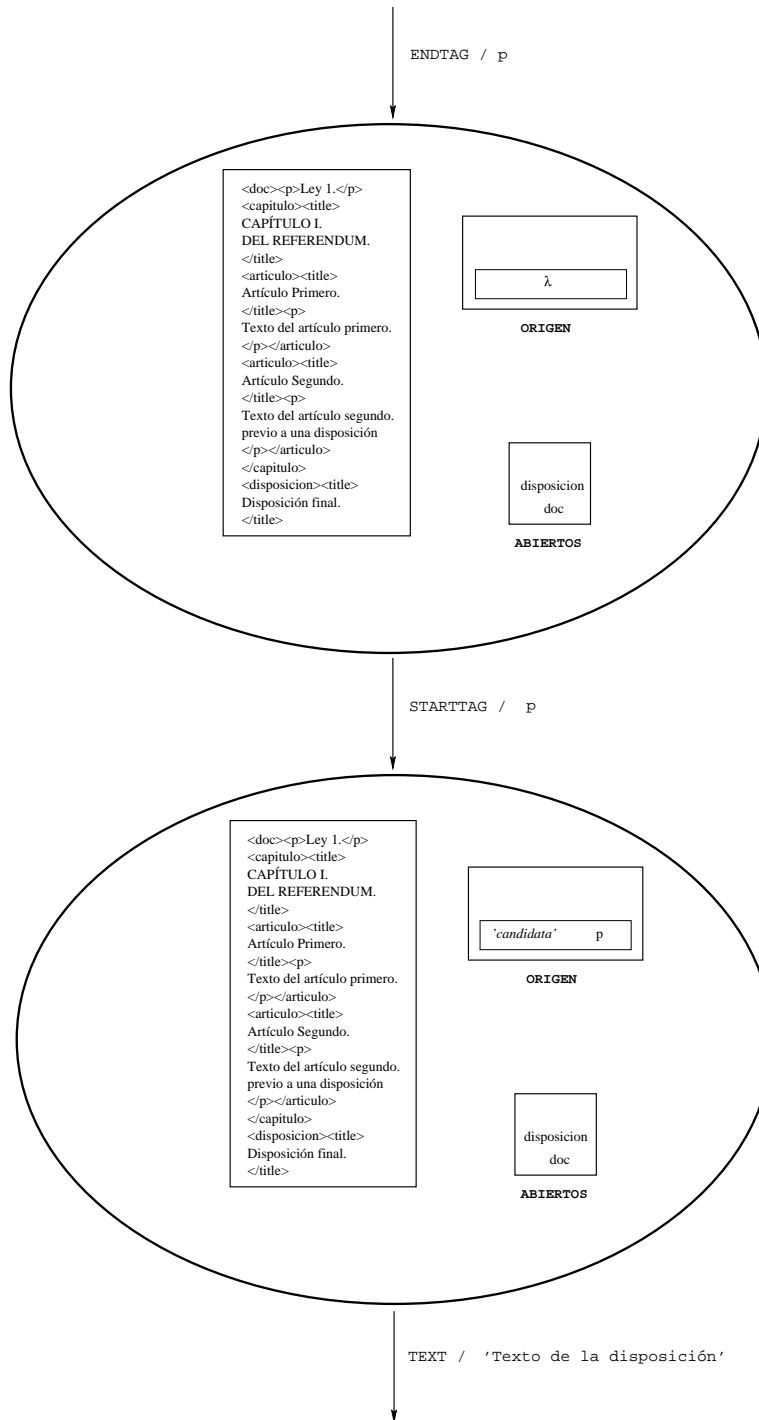 ENDTAG / p
<doc><p>Ley 1.</p>
<capitulo><title>
CAPÍTULO I.
DEL REFERENDUM.
</title>
<articulo><title>
Artículo Primero.
</title><p>
Texto del artículo primero.
</p></articulo>
<articulo><title>
Artículo Segundo.
</title><p>
Texto del artículo segundo.
previo a una disposición
</p></articulo>
</capitulo>
<disposicion><title>
Disposición final.
</title>
λ
ORIGEN
disposicion
doc
ABIERTOS
STARTTAG / p
<doc><p>Ley 1.</p>
<capitulo><title>
CAPÍTULO I.
DEL REFERENDUM.
</title>
<articulo><title>
Artículo Primero.
</title><p>
Texto del artículo primero.
</p></articulo>
<articulo><title>
Artículo Segundo.
</title><p>
Texto del artículo segundo.
previo a una disposición
</p></articulo>
</capitulo>
<disposicion><title>
Disposición final.
</title>
'candidata' p
ORIGEN
disposicion
doc
ABIERTOS
TEXT / 'Texto de la disposición'